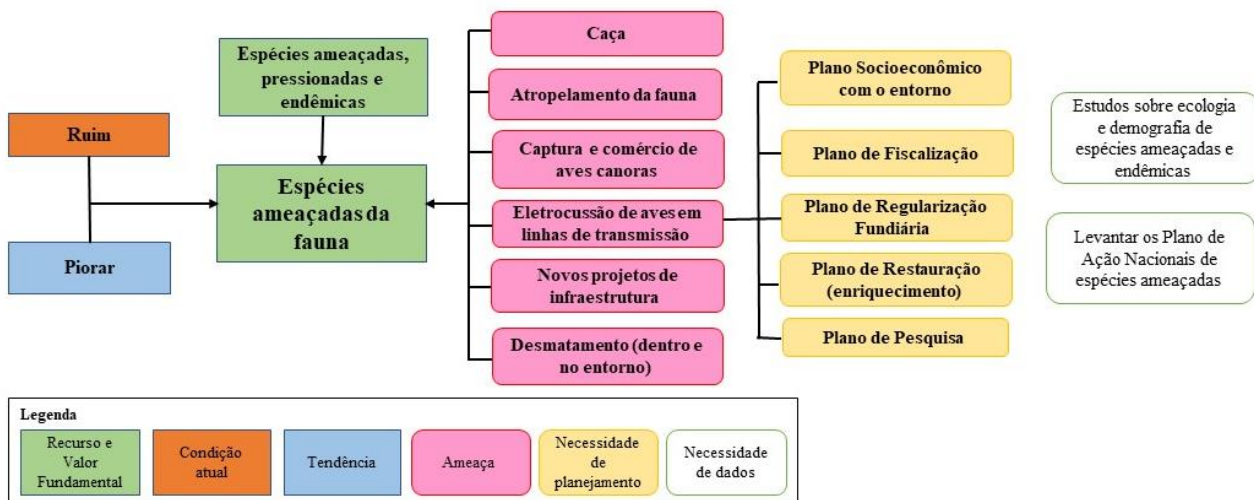 Espécies ameaçadas,
pressionadas e
endêmicas
Ruim
Espécies
ameaçadas da
fauna
Piorar
Caça
Atropelamento da fauna
Captura e comércio de
aves canoras
Eletrocussão de aves em
linhas de transmissão
Novos projetos de
infraestrutura
Desmatamento (dentro e
no entorno)
Plano Socioeconômico
com o entorno
Plano de Fiscalização
Plano de Regularização
Fundiária
Plano de Restauração
(enriquecimento)
Plano de Pesquisa
Estudos sobre ecologia
e demografia de
espécies ameaçadas e
endêmicas
Levantar os Plano de
Ação Nacionais de
espécies ameaçadas
Legenda
Recurso e
Valor
Fundamental
Condição
atual
Tendência
Ameaça
Necessidade
de
planejamento
Necessidade
de dados